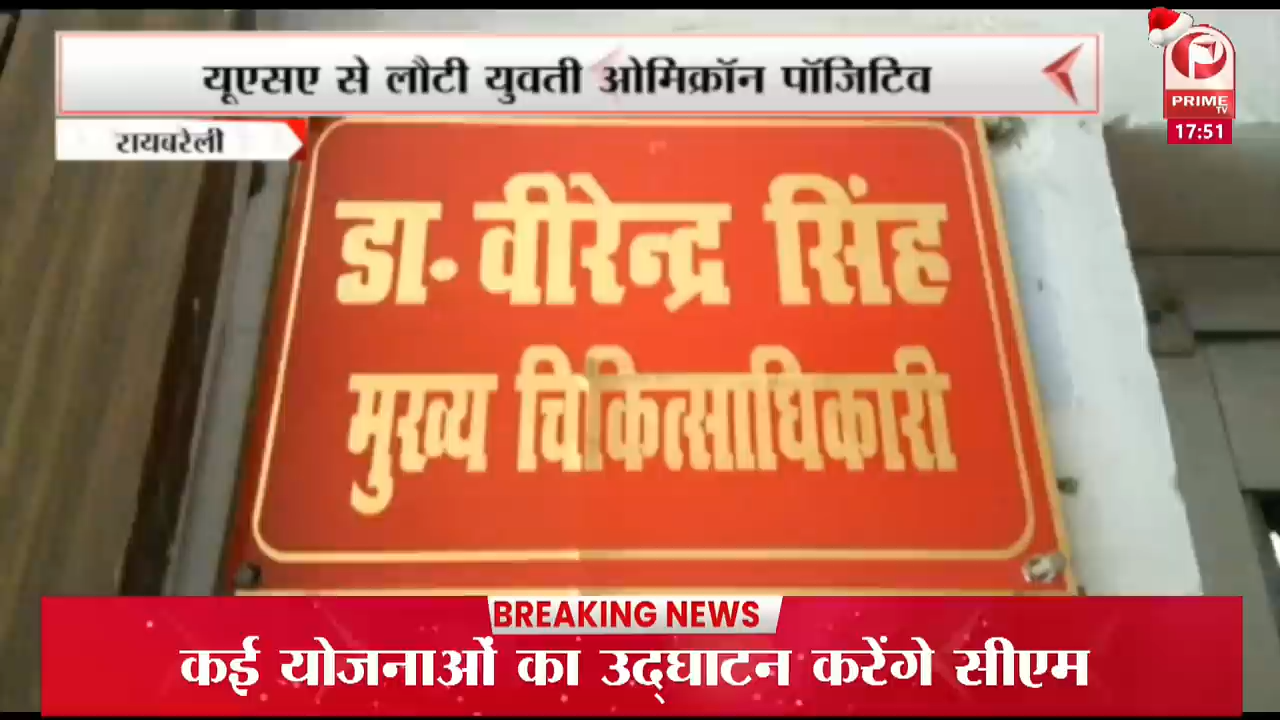 यूएसए से लौटी युवती ओमिक्रॉन पॉजिटिव
PRIME
TV
17:51
रायबरेली
डा. वीरेन्द्र सिंह
मुख्य चिकित्साधिकारी
BREAKING NEWS
कई योजनाओं का उद्घाटन करेंगे सीएम